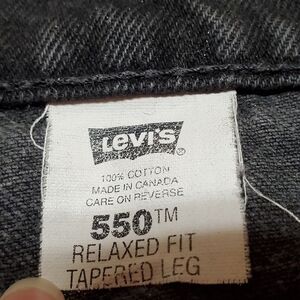 Levi's®
100% COTTON
MADE IN CANADA
CARE ON REVERSE
550™
RELAXED FIT
TAPERED LEG